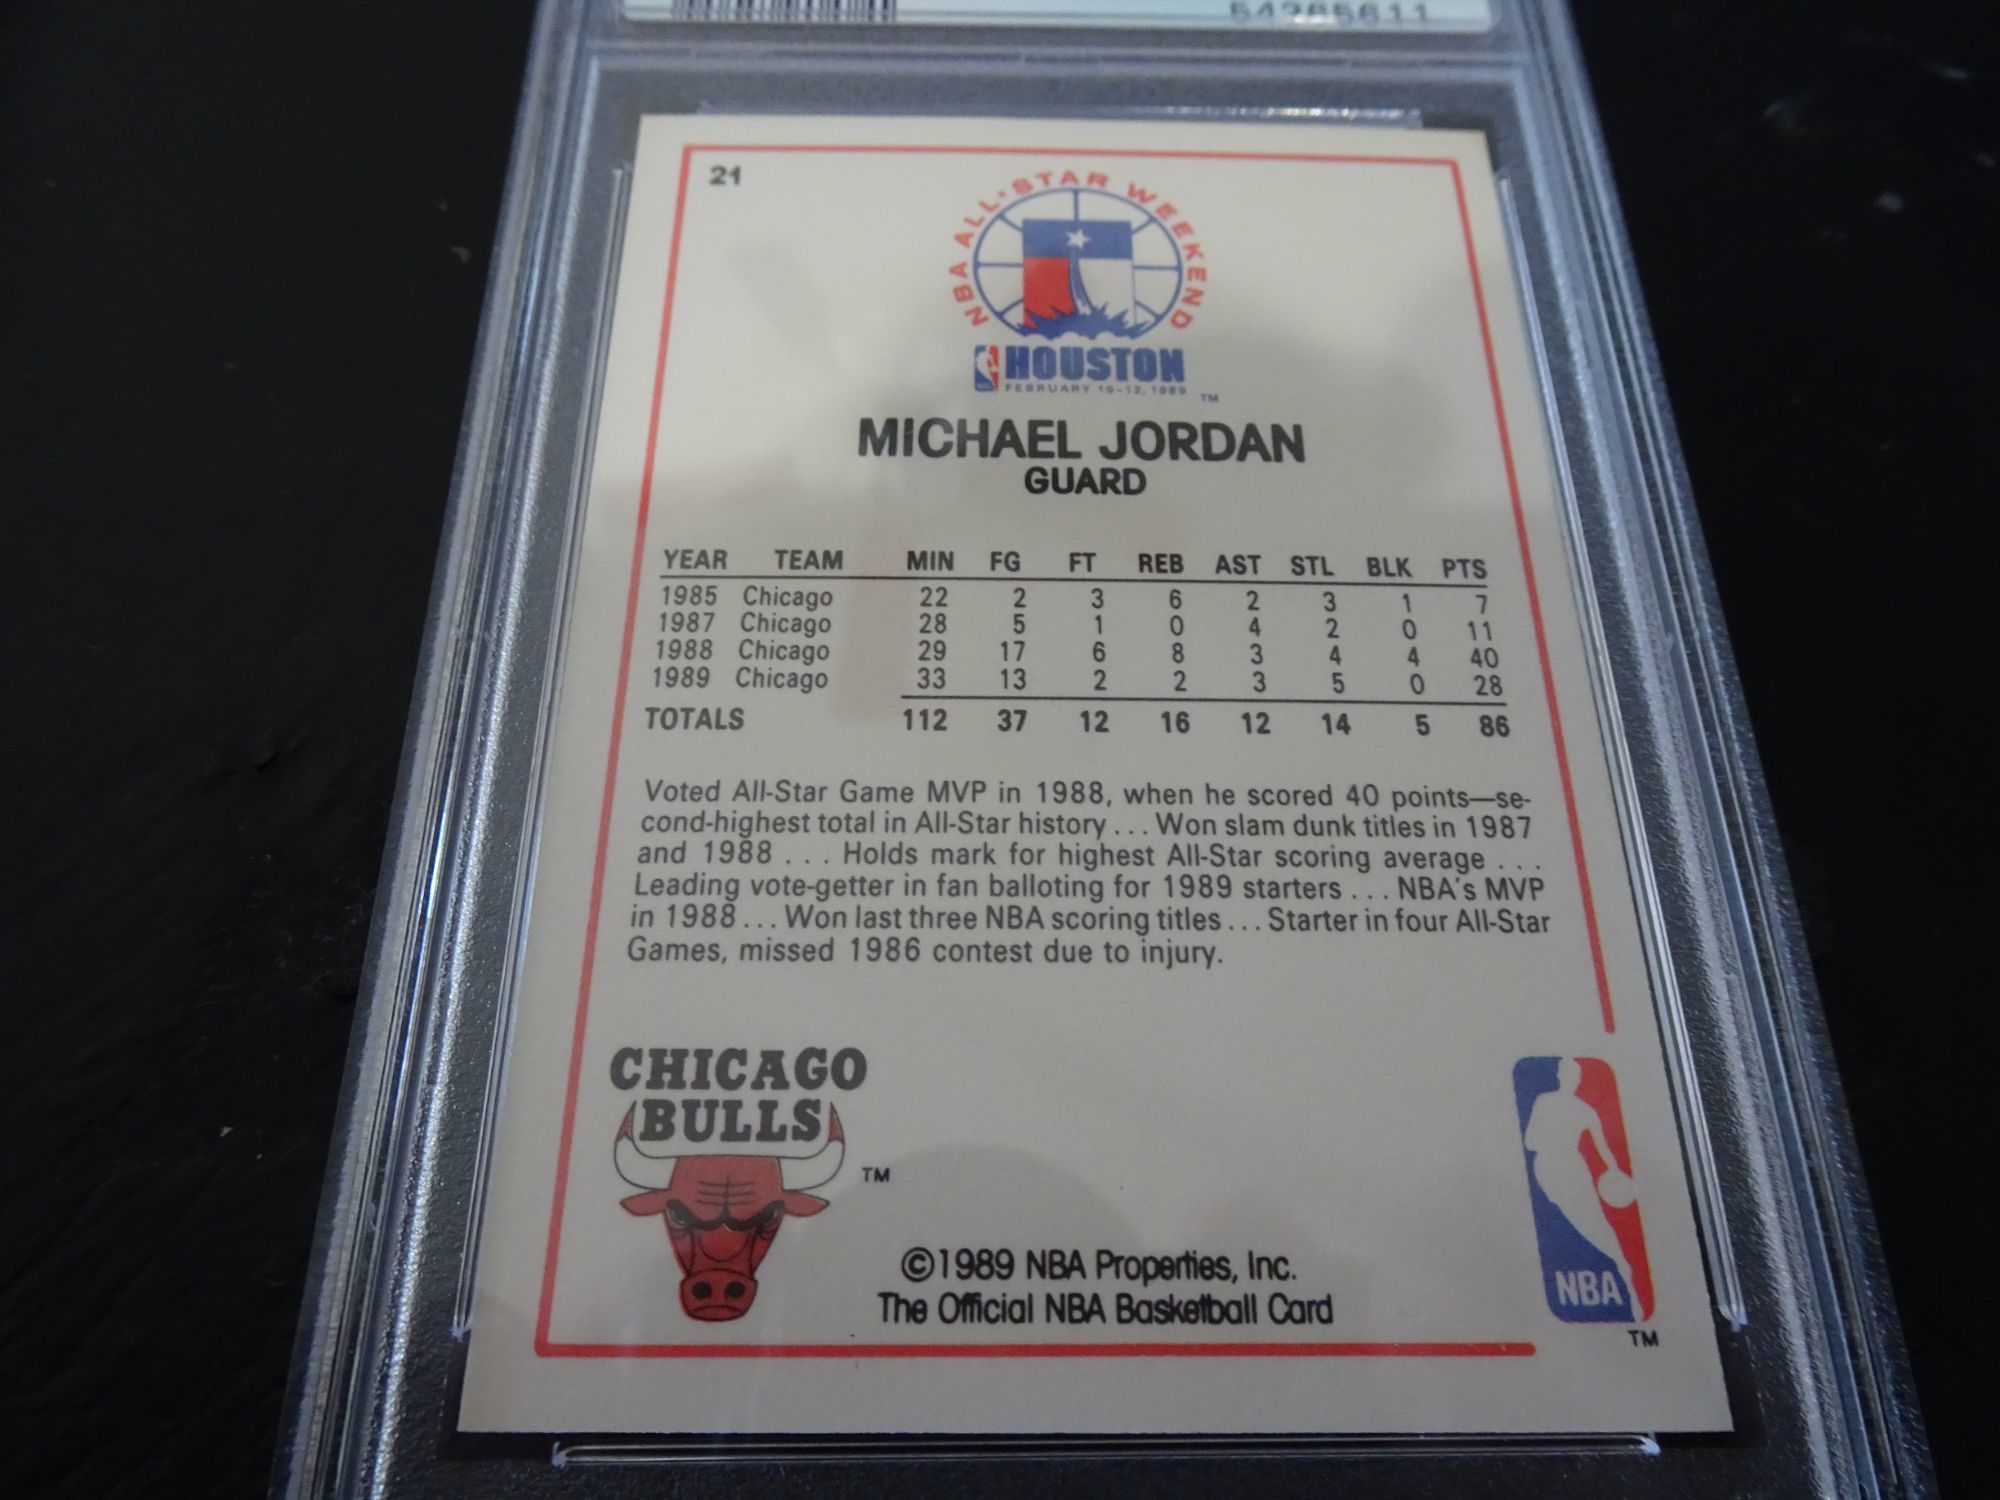 54265611
21
NBA ALL-STAR WEEKEND
HOUSTON
FEBRUARY 10-12, 1989 TM
MICHAEL JORDAN
GUARD
YEAR TEAM MIN FG FT REB AST STL BLK PTS
1985 Chicago 22 2 3 6 2 3 1 7
1987 Chicago 28 5 1 0 4 2 0 11
1988 Chicago 29 17 6 8 3 4 4 40
1989 Chicago 33 13 2 2 3 5 0 28
TOTALS 112 37 12 16 12 14 5 86
Voted All-Star Game MVP in 1988, when he scored 40 points—se-
cond-highest total in All-Star history ... Won slam dunk titles in 1987
and 1988 ... Holds mark for highest All-Star scoring average ...
Leading vote-getter in fan balloting for 1989 starters ... NBA's MVP
in 1988 ... Won last three NBA scoring titles ... Starter in four All-Star
Games, missed 1986 contest due to injury.
CHICAGO
BULLS
TM
©1989 NBA Properties, Inc.
The Official NBA Basketball Card
NBA
TM